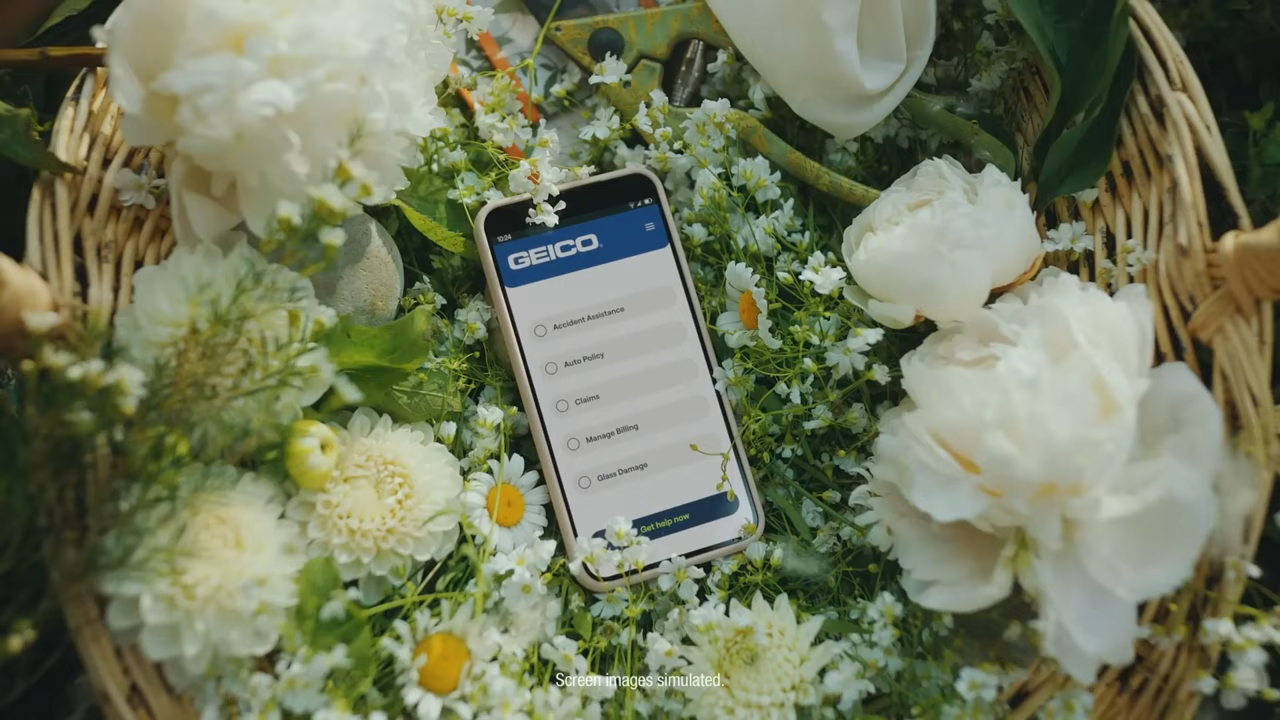 10:24
GEICO
Accident Assistance
Auto Policy
Claims
Manage Billing
Glass Damage
Get help now
Screen images simulated.